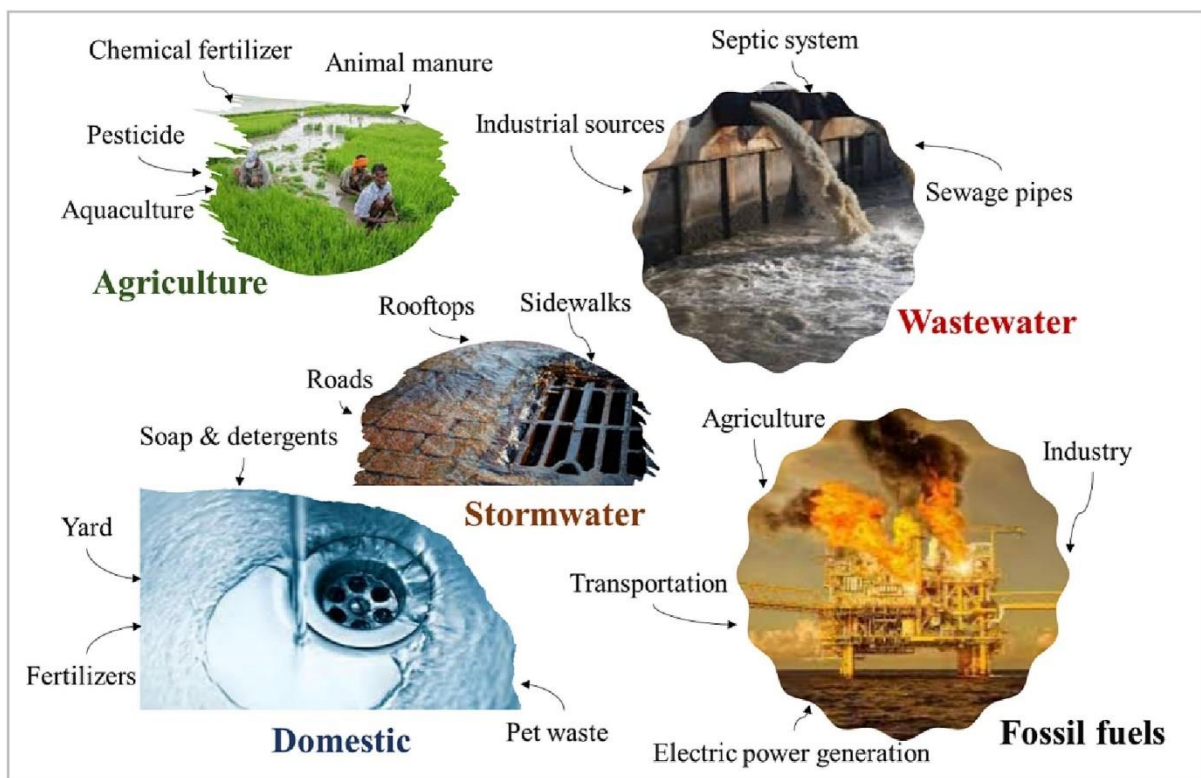 Chemical fertilizer
Animal manure
Pesticide
Aquaculture
Agriculture
Septic system
Industrial sources
Sewage pipes
Wastewater
Rooftops
Sidewalks
Roads
Stormwater
Soap & detergents
Yard
Fertilizers
Pet waste
Domestic
Agriculture
Industry
Transportation
Electric power generation
Fossil fuels